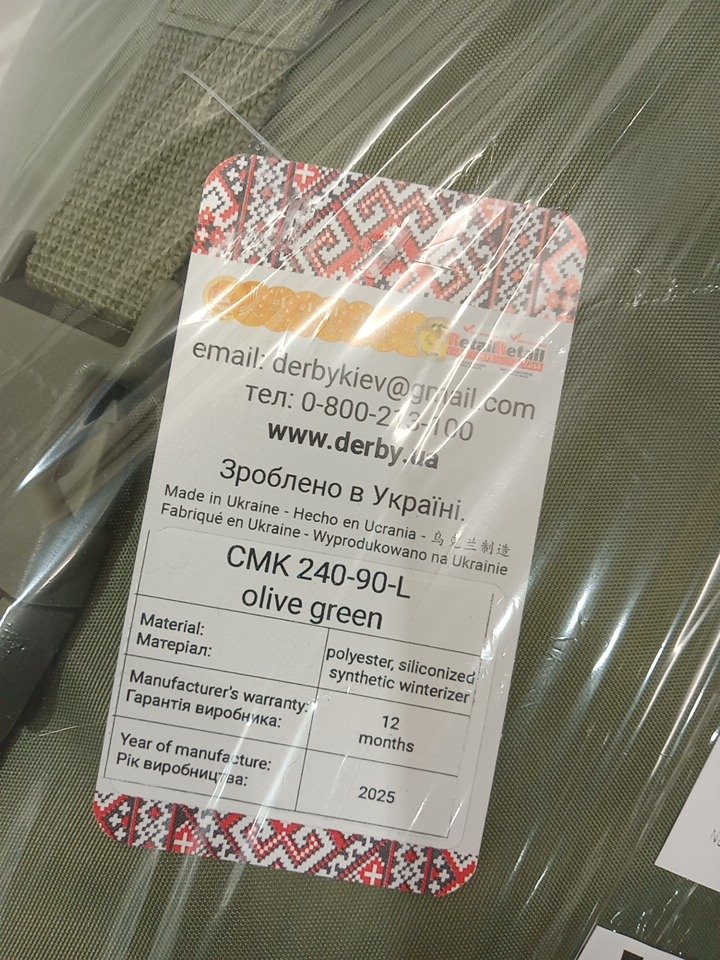 RetailRetail
email: derbykiev@gmail.com
тел: 0-800-213-100
www.derby.ua
Зроблено в Україні.
Made in Ukraine - Hecho en Ucrania - 乌克兰制造
Fabriqué en Ukraine - Wyprodukowano na Ukrainie
СМК 240-90-L
olive green
Material:
Матеріал:
polyester, siliconized
synthetic winterizer
Manufacturer's warranty:
Гарантія виробника:
12
months
Year of manufacture:
Рік виробництва:
2025